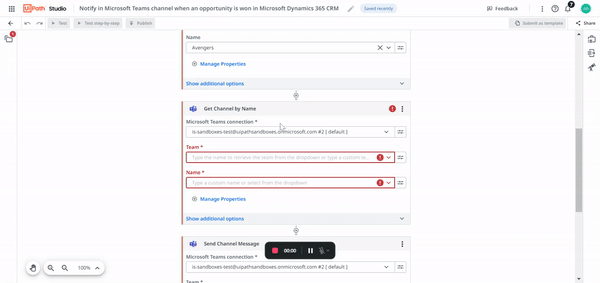 UiPath Studio
Notify in Microsoft Teams channel when an opportunity is won in Microsoft Dynamics 365 CRM
Saved recently
Feedback
7
Test
Test step-by-step
Publish
Submit as template
Share
Name
Avengers
Manage Properties
Show additional options
Get Channel by Name
Microsoft Teams connection *
is-sandboxes-test@uipathsandboxes.onmicrosoft.com #2 [ default ]
Team *
Type the name to retrieve the team from the dropdown or type a custom te...
Name *
Type a custom name or select from the dropdown
Manage Properties
Show additional options
Send Channel Message
00:00
Microsoft Teams connection *
is-sandboxes-test@uipathsandboxes.onmicrosoft.com #2 [ default ]
Team *
100%